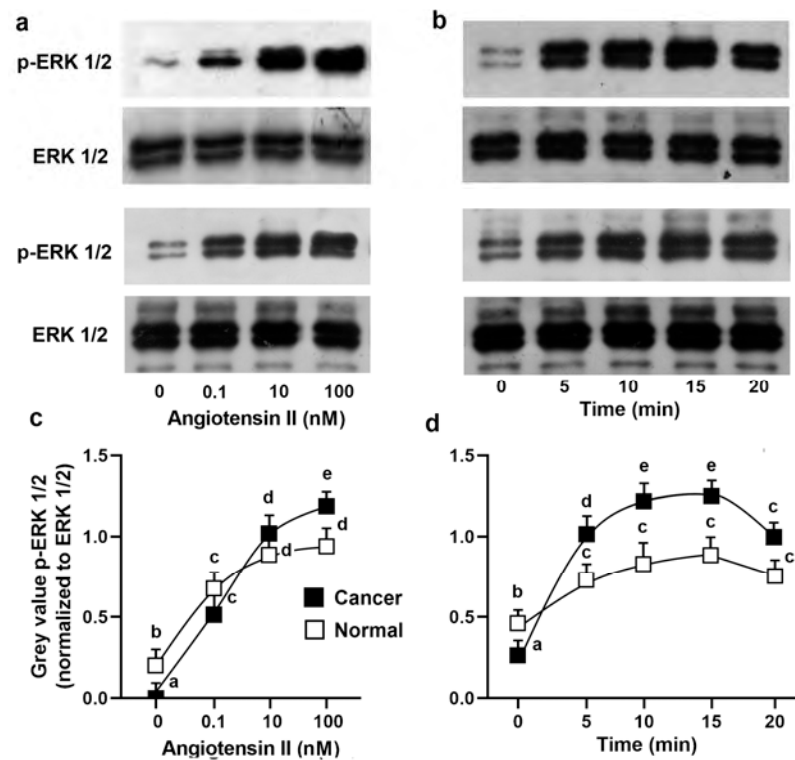 a
b
p-ERK 1/2
ERK 1/2
p-ERK 1/2
ERK 1/2
0 0.1 10 100
Angiotensin II (nM)
0 5 10 15 20
Time (min)
c
d
Grey value p-ERK 1/2
(normalized to ERK 1/2)
1.5
1.0
0.5
0.0
b
a
c
c
d
d
e
d
Cancer
Normal
0 0.1 10 100
Angiotensin II (nM)
1.5
1.0
0.5
0.0
b
a
d
c
e
c
e
c
c
c
0 5 10 15 20
Time (min)